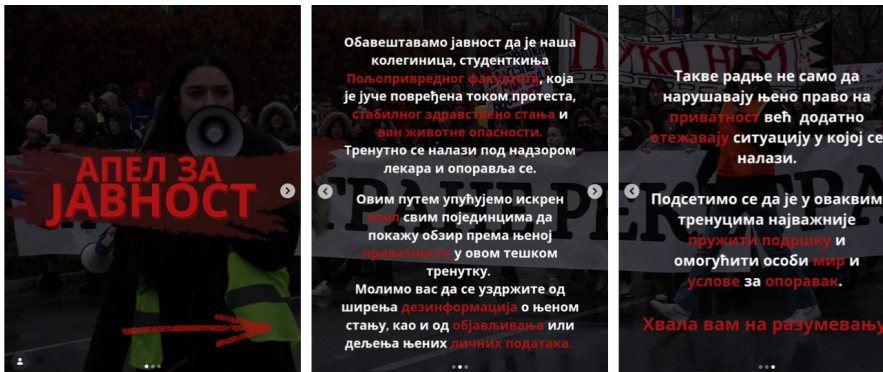 АПЕЛ ЗА
ЈАВНОСТ
Обавештавамо јавност да је наша
колегиница, студенткиња
Пољопривредног факултета, која
је јуче повређена током протеста,
стабилног здравствено стања и
ван животне опасности.
Тренутно се налази под надзором
лекара и опоравља се.
Овим путем упућујемо искрен
апел свим појединцима да
покажу обзир према њеној
приватности у овом тешком
тренутку.
Молимо вас да се уздржите од
ширења дезинформација о њеном
стању, као и од објављивања или
дељења њених личних података.
Такве радње не само да
нарушавају њено право на
приватност већ додатно
отежавају ситуацију у којој се
налази.
Подсетимо се да је у оваквим
тренуцима најважније
пружити подршку и
омогућити особи мир и
услове за опоравак.
Хвала вам на разумевању